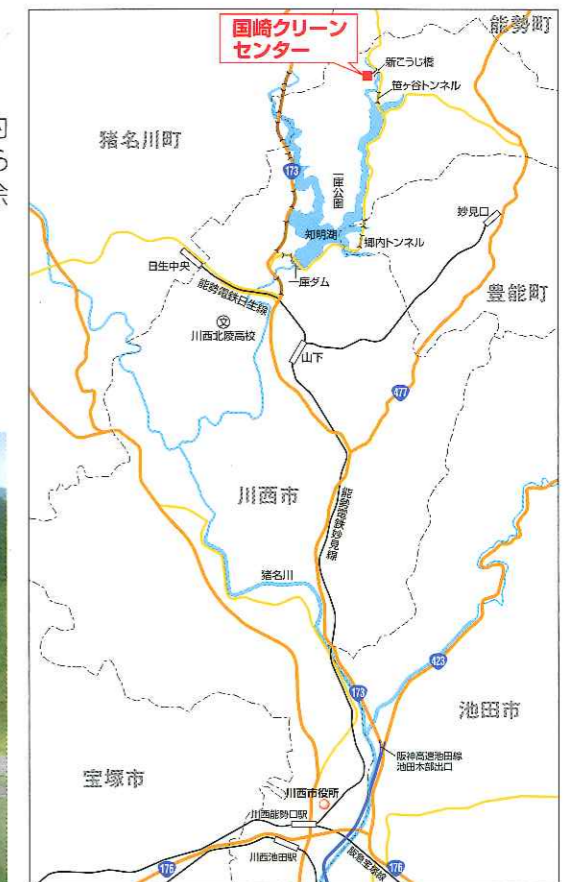 国崎クリーン
センター
能勢町
新こうじ橋
笹ヶ谷トンネル
猪名川町
173
一庫公園
知明湖
妙見口
郷内トンネル
日生中央
一庫ダム
能勢電鉄日生線
豊能町
文
川西北陵高校
山下
477
川西市
能勢電鉄妙見線
猪名川
423
173
池田市
阪神高速池田線
池田木部出口
宝塚市
川西市役所
川西能勢口駅
川西池田駅
176
阪急宝塚線
176
内
ら
絵